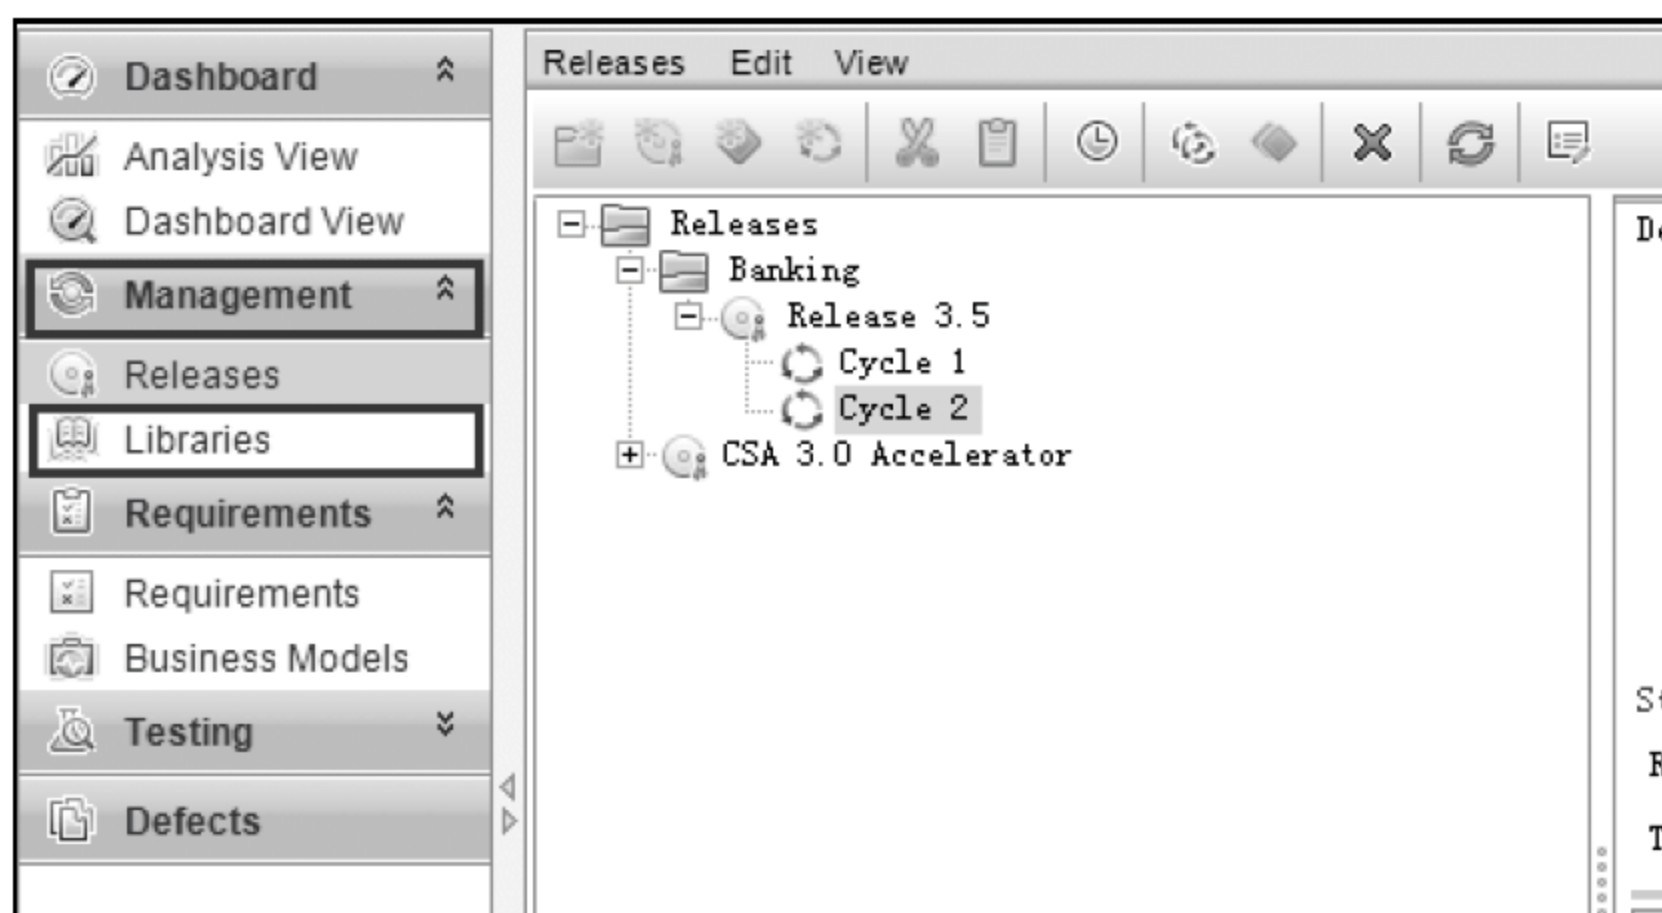 Dashboard
Analysis View
Dashboard View
Management
Releases
Libraries
Requirements
Requirements
Business Models
Testing
Defects
Releases Edit View
Releases
Banking
Release 3.5
Cycle 1
Cycle 2
CSA 3.0 Accelerator